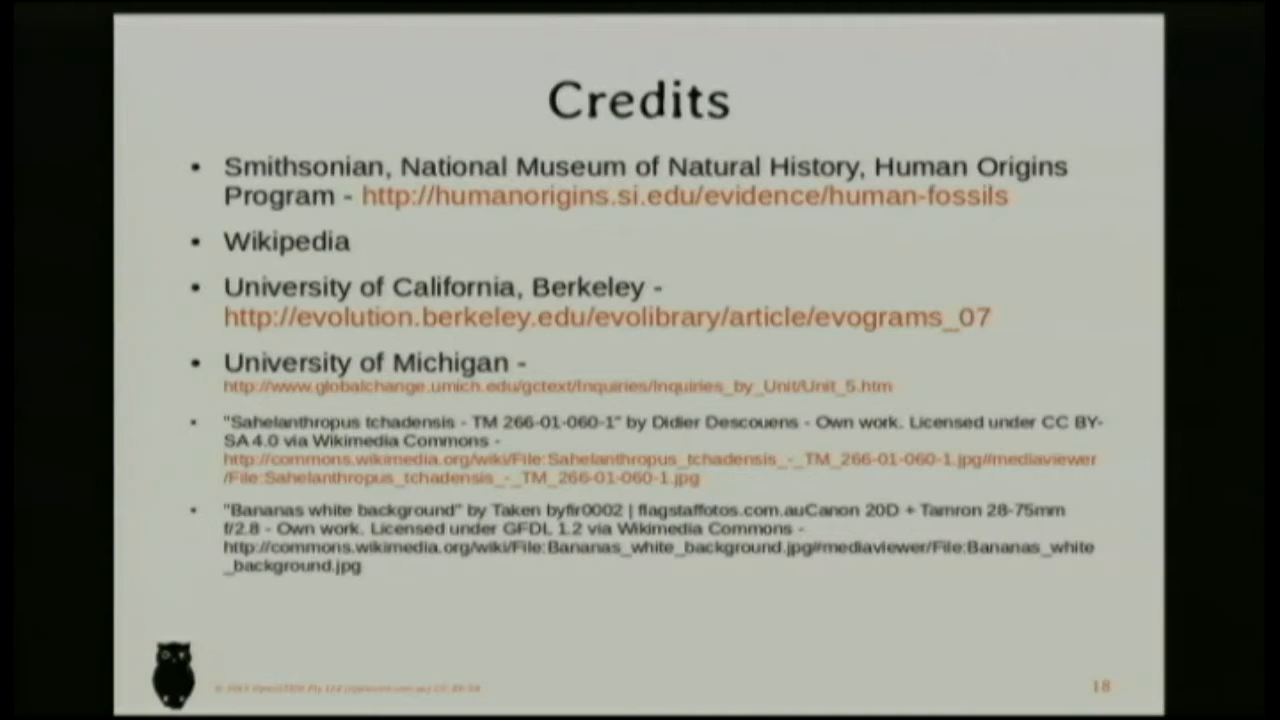 Credits
• Smithsonian, National Museum of Natural History, Human Origins
Program - http://humanorigins.si.edu/evidence/human-fossils
• Wikipedia
• University of California, Berkeley -
http://evolution.berkeley.edu/evolibrary/article/evograms_07
• University of Michigan -
http://www.globalchange.umich.edu/gctext/Inquiries/Inquiries_by_Unit/Unit_5.htm
• "Sahelanthropus tchadensis - TM 266-01-060-1" by Didier Descouens - Own work. Licensed under CC BY-
SA 4.0 via Wikimedia Commons -
http://commons.wikimedia.org/wiki/File:Sahelanthropus_tchadensis_-_TM_266-01-060-1.jpg#mediaviewer
/File:Sahelanthropus_tchadensis_-_TM_266-01-060-1.jpg
• "Bananas white background" by Taken byfir0002 | flagstaffotos.com.auCanon 20D + Tamron 28-75mm
f/2.8 - Own work. Licensed under GFDL 1.2 via Wikimedia Commons -
http://commons.wikimedia.org/wiki/File:Bananas_white_background.jpg#mediaviewer/File:Bananas_white
_background.jpg
18